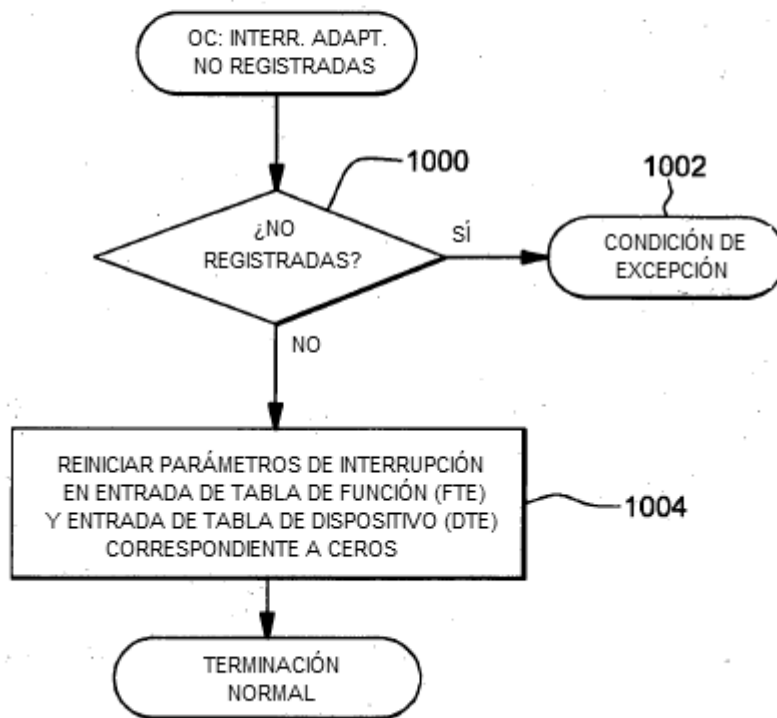 OC: INTERR. ADAPT.
NO REGISTRADAS
1000
¿NO
REGISTRADAS?
SÍ
1002
CONDICIÓN DE
EXCEPCIÓN
NO
REINICIAR PARÁMETROS DE INTERRUPCIÓN
EN ENTRADA DE TABLA DE FUNCIÓN (FTE)
Y ENTRADA DE TABLA DE DISPOSITIVO (DTE)
CORRESPONDIENTE A CEROS
1004
TERMINACIÓN
NORMAL